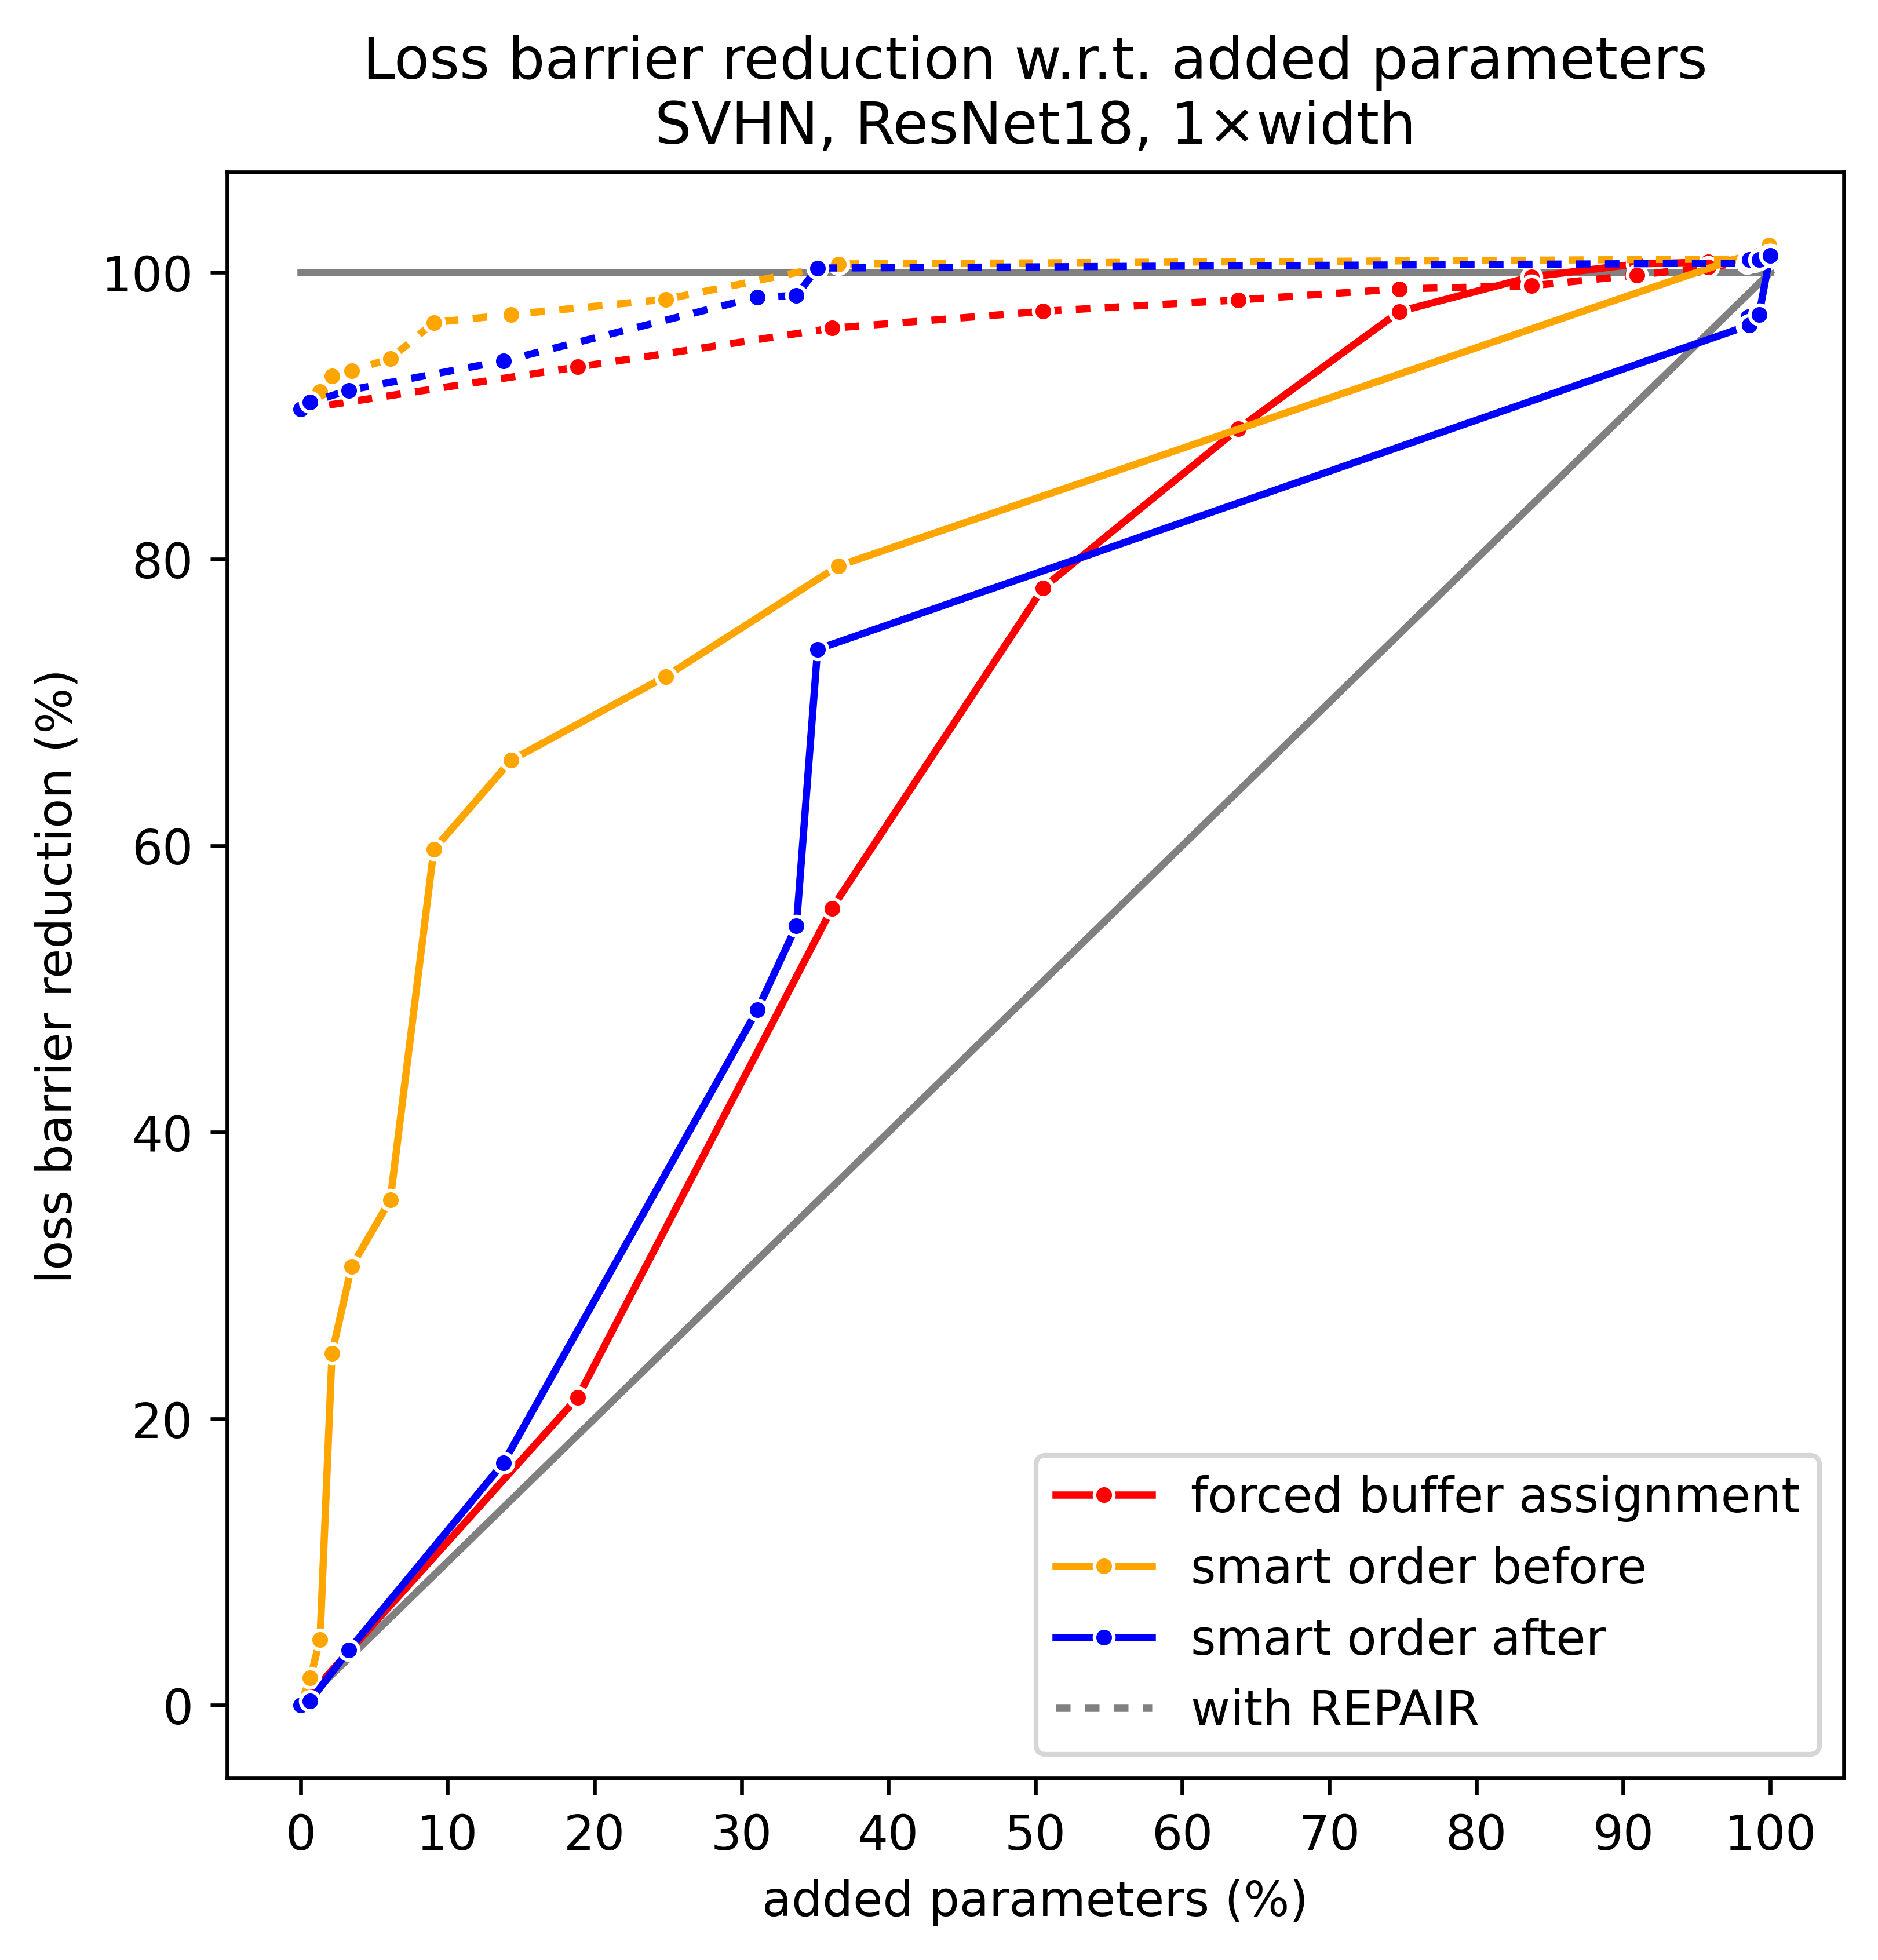 Loss barrier reduction w.r.t. added parameters
SVHN, ResNet18, 1×width
loss barrier reduction (%)
100
80
60
40
20
0
forced buffer assignment
smart order before
smart order after
with REPAIR
0 10 20 30 40 50 60 70 80 90 100
added parameters (%)